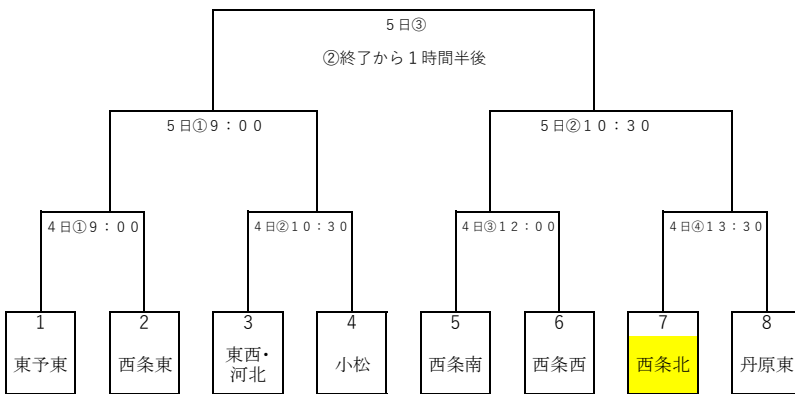 ５日③
②終了から１時間半後
５日①９：００
５日②１０：３０
４日①９：００
４日②１０：３０
４日③１２：００
４日④１３：３０
1
2
3
4
5
6
7
8
東予東
西条東
東西・
河北
小松
西条南
西条西
西条北
丹原東